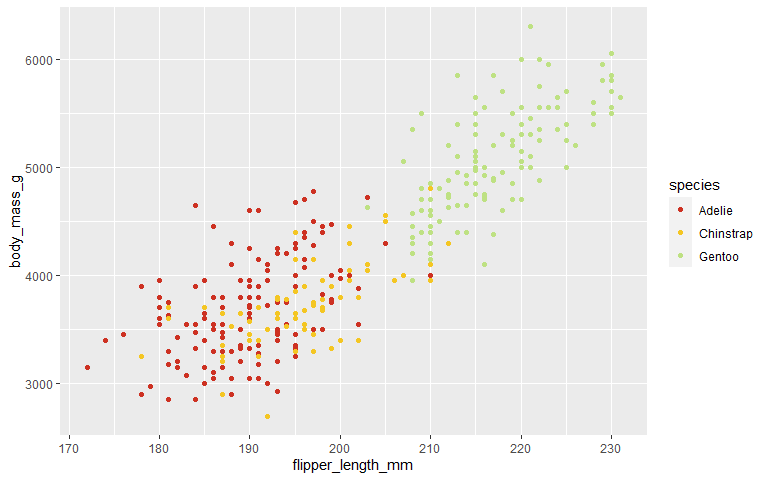 6000
5000
4000
3000
body_mass_g
170 180 190 200 210 220 230
flipper_length_mm
species
Adelie
Chinstrap
Gentoo